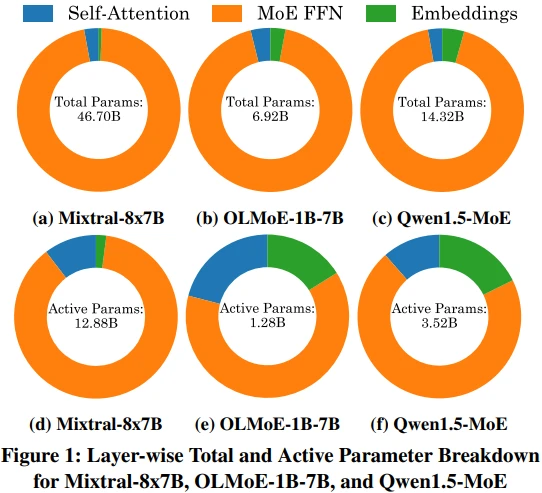 Self-Attention MoE FFN Embeddings
Total Params:
46.70B
Total Params:
6.92B
Total Params:
14.32B
(a) Mixtral-8x7B
(b) OLMoE-1B-7B
(c) Qwen1.5-MoE
Active Params:
12.88B
Active Params:
1.28B
Active Params:
3.52B
(d) Mixtral-8x7B
(e) OLMoE-1B-7B
(f) Qwen1.5-MoE
Figure 1: Layer-wise Total and Active Parameter Breakdown
for Mixtral-8x7B, OLMoE-1B-7B, and Qwen1.5-MoE